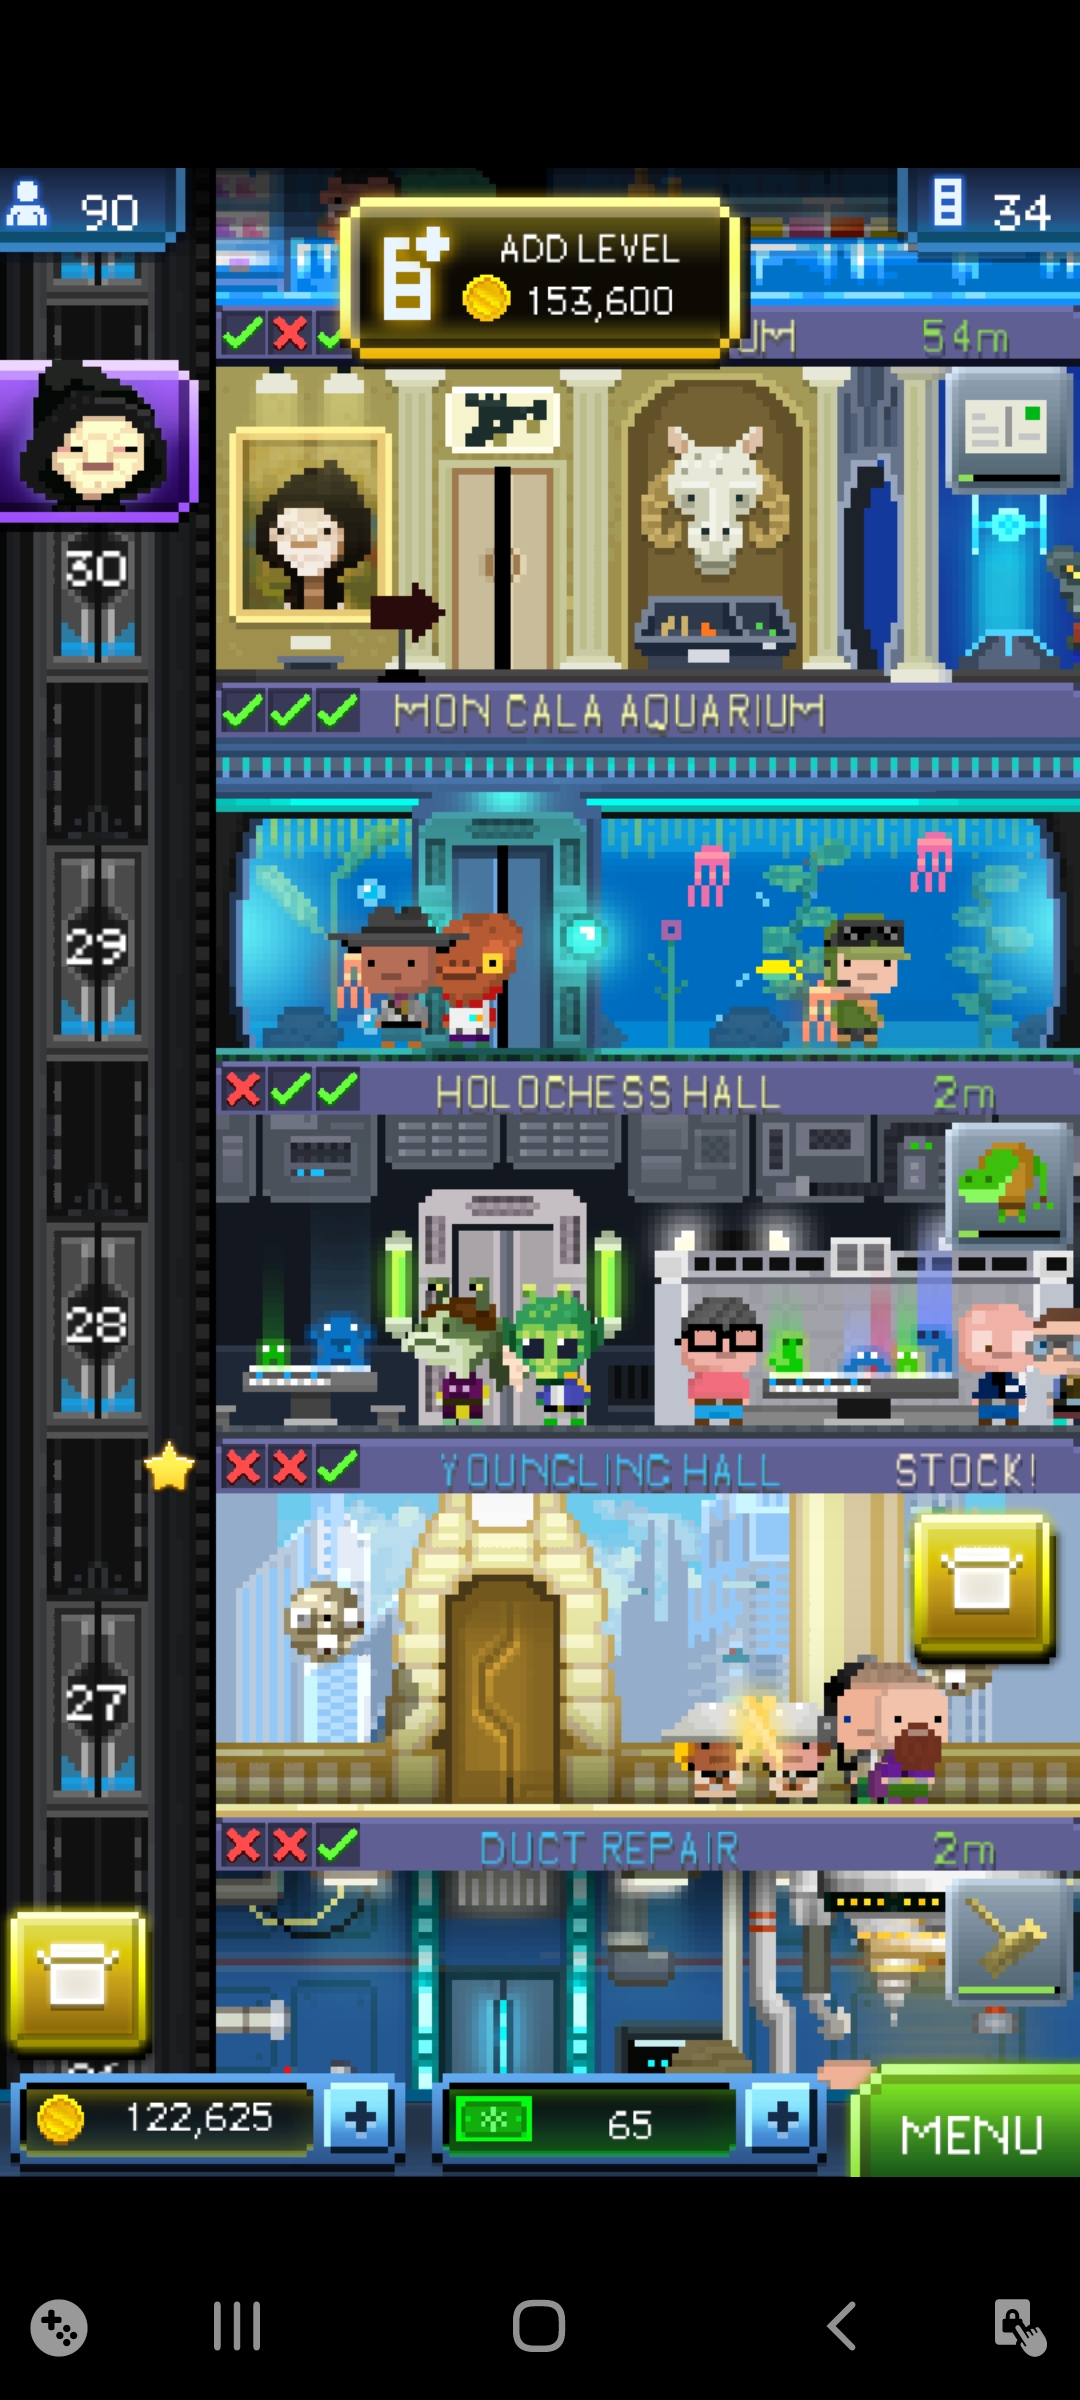 90
34
ADD LEVEL
153,600
UM
54m
30
MON CALA AQUARIUM
29
HOLOCHESS HALL
2m
28
YOUNGLING HALL
STOCK!
27
DUCT REPAIR
2m
122,625
65
MENU